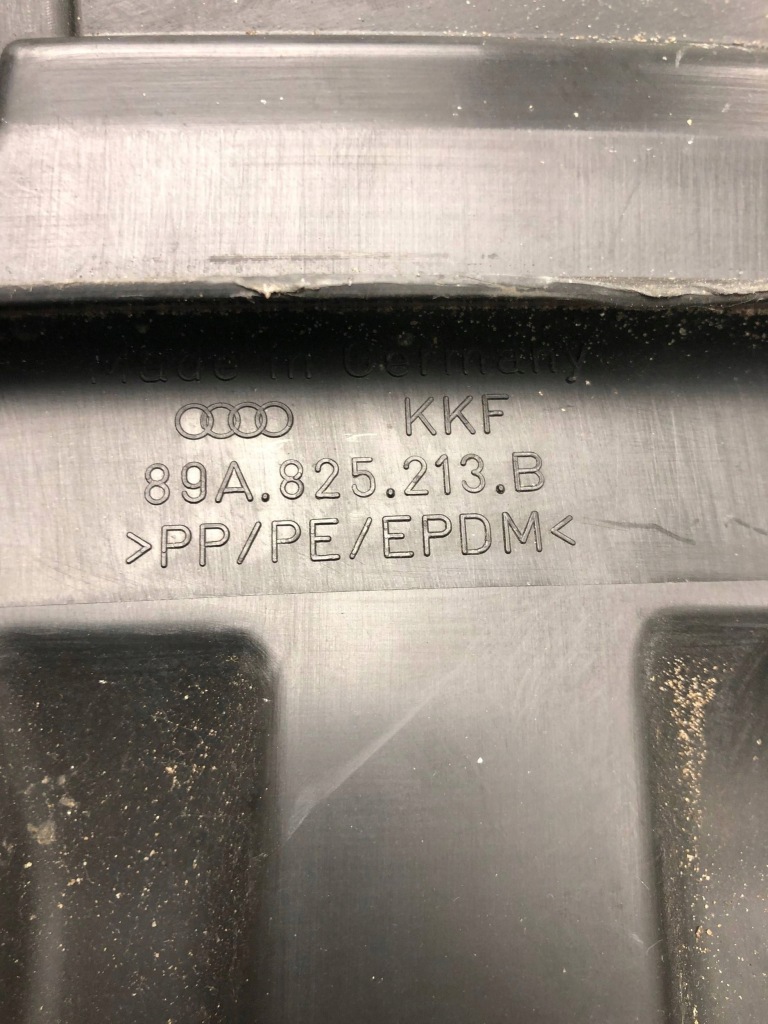 Made in Germany
KKF
89A.825.213.B
>PP/PE/EPDM<